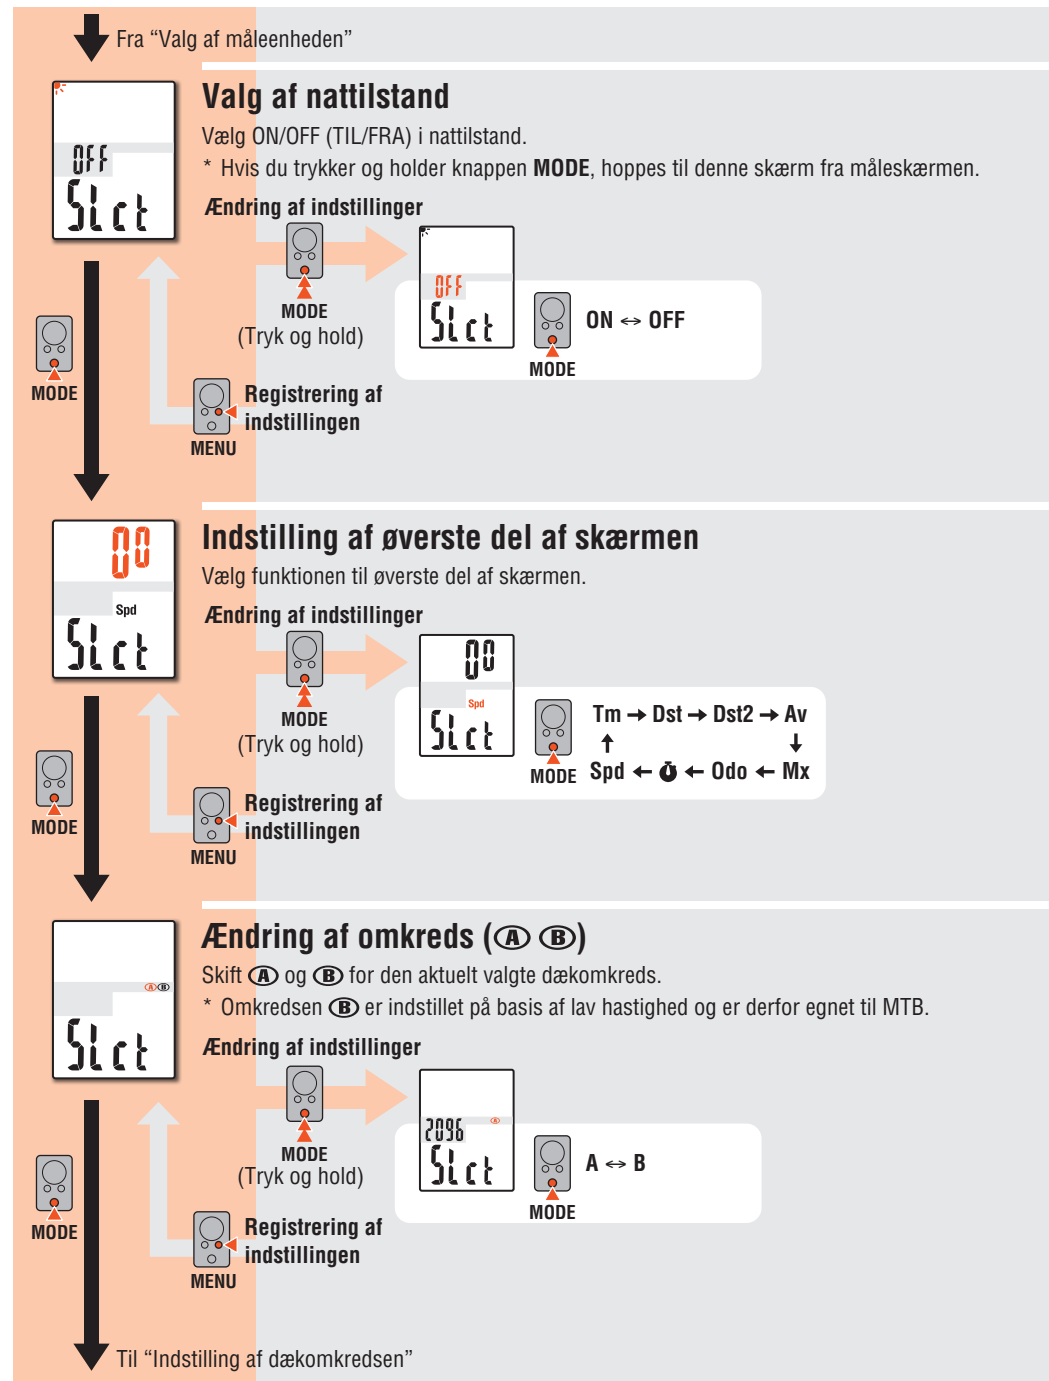 Fra “Valg af måleenheden”
Valg af nattilstand
Vælg ON/OFF (TIL/FRA) i nattilstand.
* Hvis du trykker og holder knappen MODE, hoppes til denne skærm fra måleskærmen.
OFF
Slct
Ændring af indstillinger
MODE
(Tryk og hold)
OFF
Slct
MODE
ON ↔ OFF
MODE
Registrering af
indstillingen
MENU
Indstilling af øverste del af skærmen
Vælg funktionen til øverste del af skærmen.
00
Spd
Slct
Ændring af indstillinger
MODE
(Tryk og hold)
00
Spd
Slct
MODE
Tm → Dst → Dst2 → Av
↑ ↓
Spd ← ← Odo ← Mx
MODE
Registrering af
indstillingen
MENU
Ændring af omkreds (Ⓐ Ⓑ)
Skift Ⓐ og Ⓑ for den aktuelt valgte dækomkreds.
* Omkredsen Ⓑ er indstillet på basis af lav hastighed og er derfor egnet til MTB.
ⒶⒷ
Slct
Ændring af indstillinger
MODE
(Tryk og hold)
2096 Ⓐ
Slct
MODE
A ↔ B
MODE
Registrering af
indstillingen
MENU
Til “Indstilling af dækomkredsen”